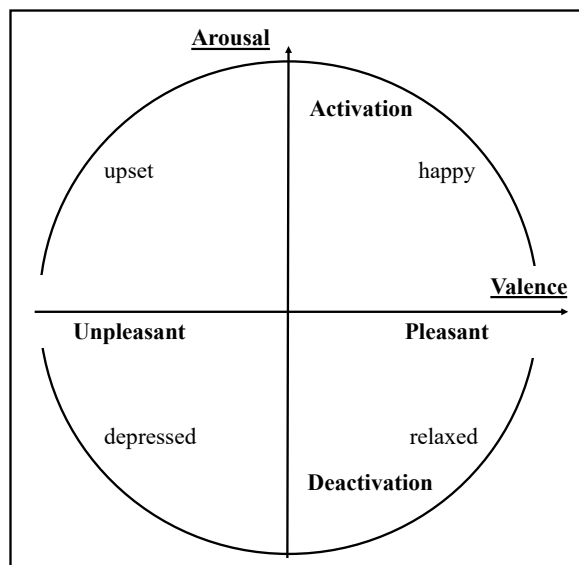 Arousal
Activation
upset
happy
Valence
Unpleasant
Pleasant
depressed
relaxed
Deactivation